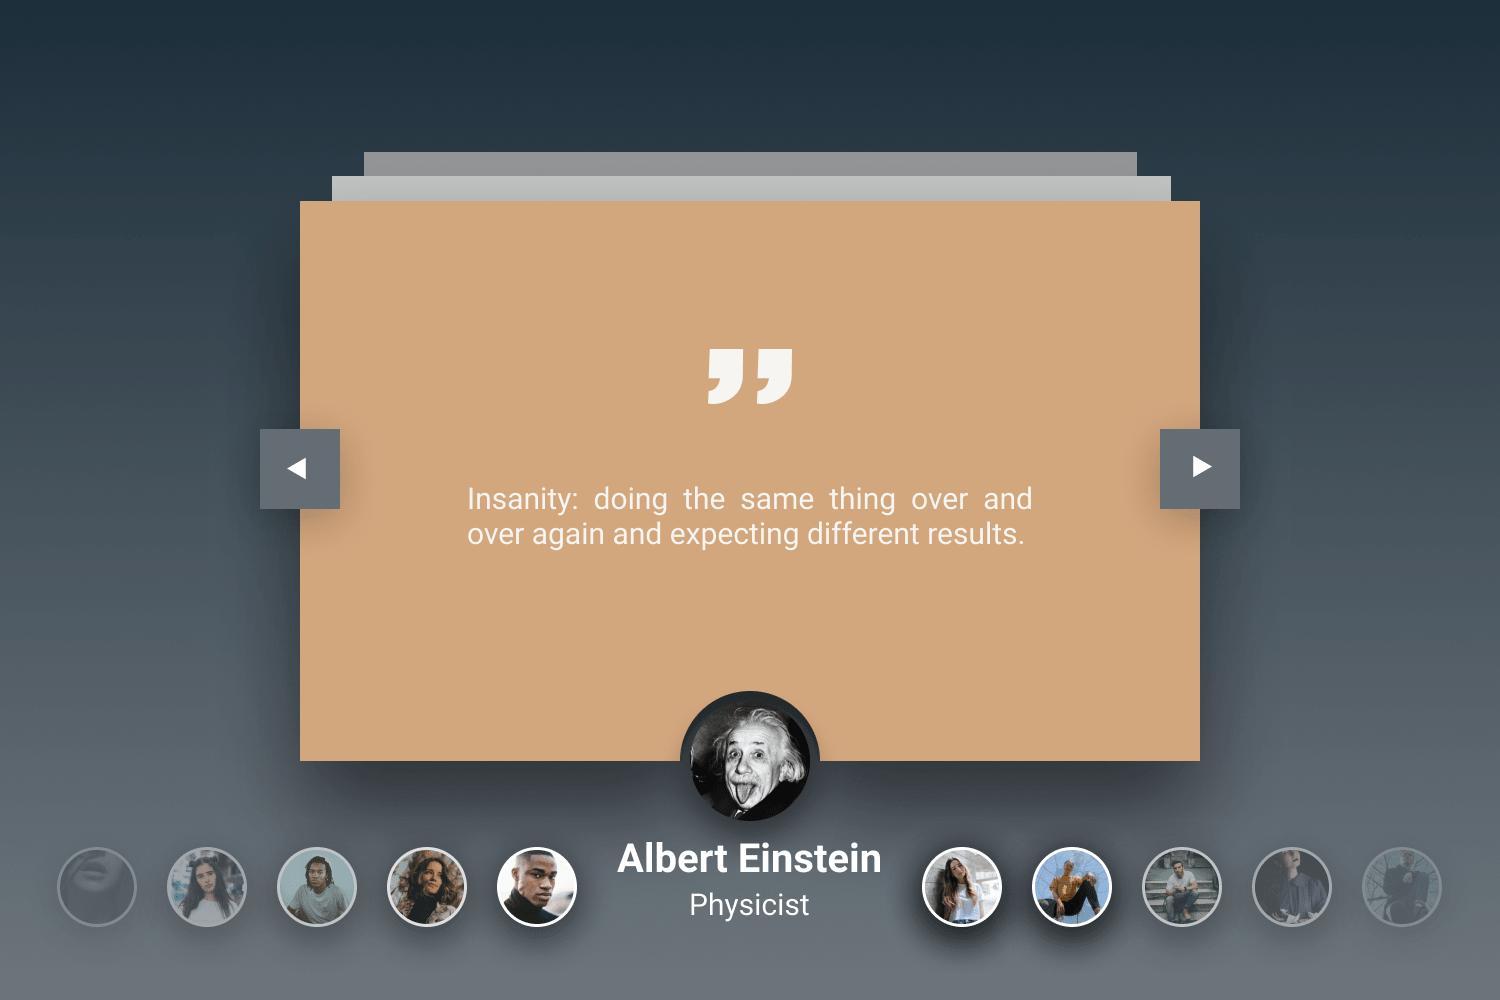 ”
Insanity: doing the same thing over and
over again and expecting different results.
Albert Einstein
Physicist